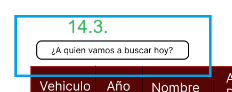 14.3.
¿A quien vamos a buscar hoy?
Vehiculo Año Nombre